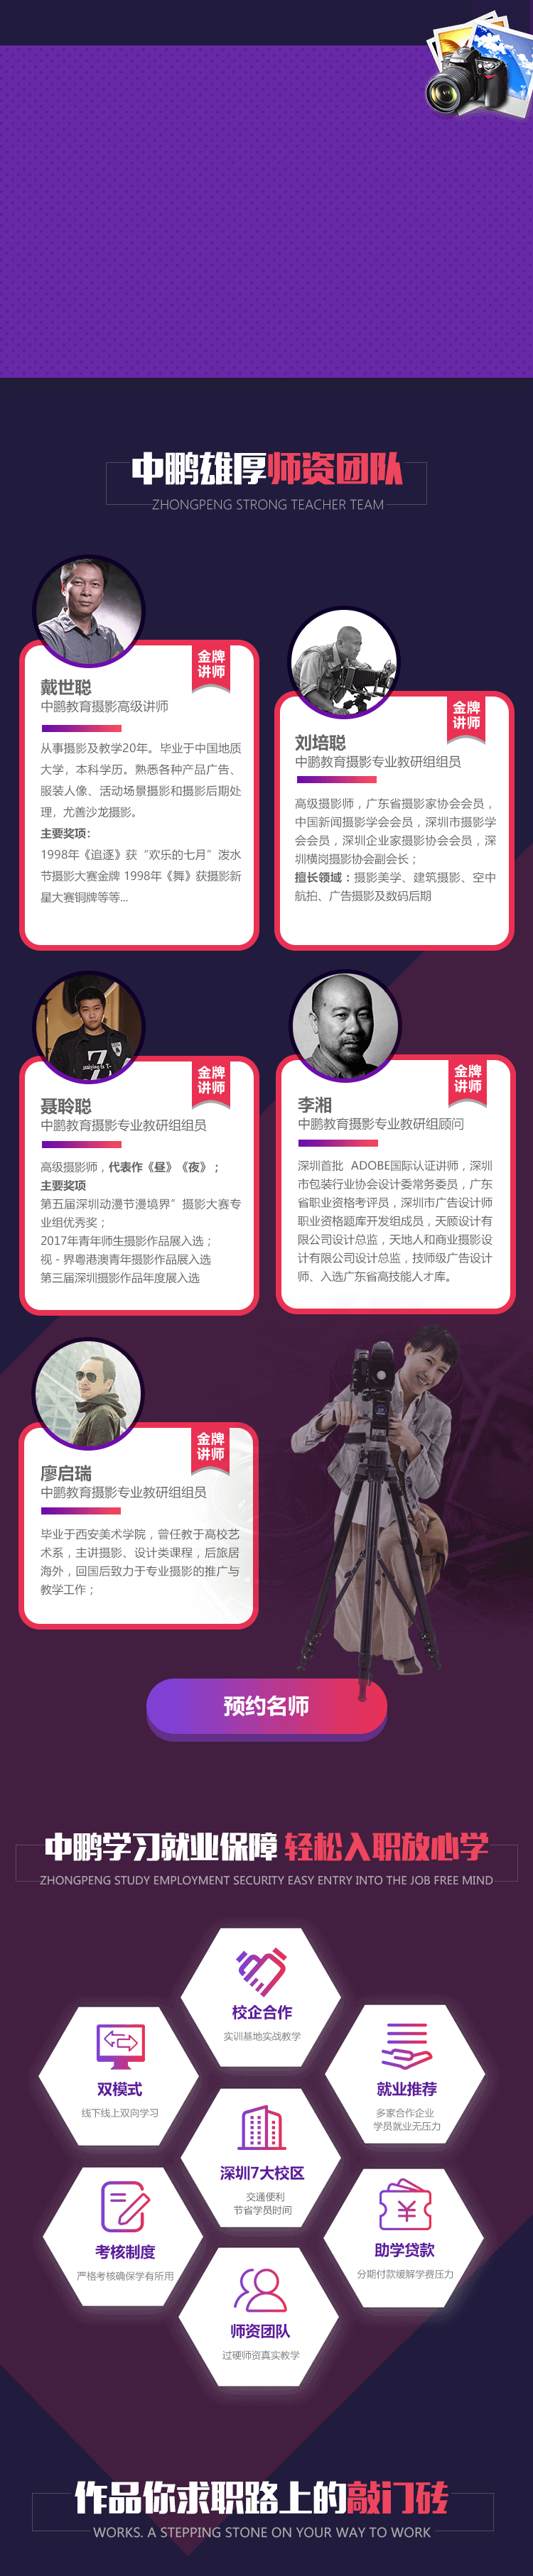 中鹏雄厚师资团队
ZHONGPENG STRONG TEACHER TEAM
金牌
讲师
戴世聪
中鹏教育摄影高级讲师
从事摄影及教学20年。毕业于中国地质
大学，本科学历。熟悉各种产品广告、
服装人像、活动场景摄影和摄影后期处
理，尤善沙龙摄影。
主要奖项：
1998年《追逐》获“欢乐的七月”泼水
节摄影大赛金牌 1998年《舞》获摄影新
星大赛铜牌等等...
金牌
讲师
刘培聪
中鹏教育摄影专业教研组组员
高级摄影师，广东省摄影家协会会员，
中国新闻摄影学会会员，深圳市摄影学
会会员，深圳企业家摄影协会会员，深
圳横岗摄影协会副会长；
擅长领域：摄影美学、建筑摄影、空中
航拍、广告摄影及数码后期
金牌
讲师
聂聆聪
中鹏教育摄影专业教研组组员
高级摄影师，代表作《昼》《夜》；
主要奖项
第五届深圳动漫节漫境界”摄影大赛专
业组优秀奖；
2017年青年师生摄影作品展入选；
视 - 界粤港澳青年摄影作品展入选
第三届深圳摄影作品年度展入选
金牌
讲师
李湘
中鹏教育摄影专业教研组顾问
深圳首批 ADOBE国际认证讲师，深圳
市包装行业协会设计委常务委员，广东
省职业资格考评员，深圳市广告设计师
职业资格题库开发组成员，天颀设计有
限公司设计总监，天地人和商业摄影设
计有限公司设计总监，技师级广告设计
师、入选广东省高技能人才库。
金牌
讲师
廖启瑞
中鹏教育摄影专业教研组组员
毕业于西安美术学院，曾任教于高校艺
术系，主讲摄影、设计类课程，后旅居
海外，回国后致力于专业摄影的推广与
教学工作；
预约名师
中鹏学习就业保障 轻松入职放心学
ZHONGPENG STUDY EMPLOYMENT SECURITY EASY ENTRY INTO THE JOB FREE MIND
校企合作
实训基地实战教学
双模式
线下线上双向学习
就业推荐
多家合作企业
学员就业无压力
深圳7大校区
交通便利
节省学员时间
考核制度
严格考核确保学有所用
助学贷款
分期付款缓解学费压力
师资团队
过硬师资真实教学
作品你求职路上的敲门砖
WORKS. A STEPPING STONE ON YOUR WAY TO WORK